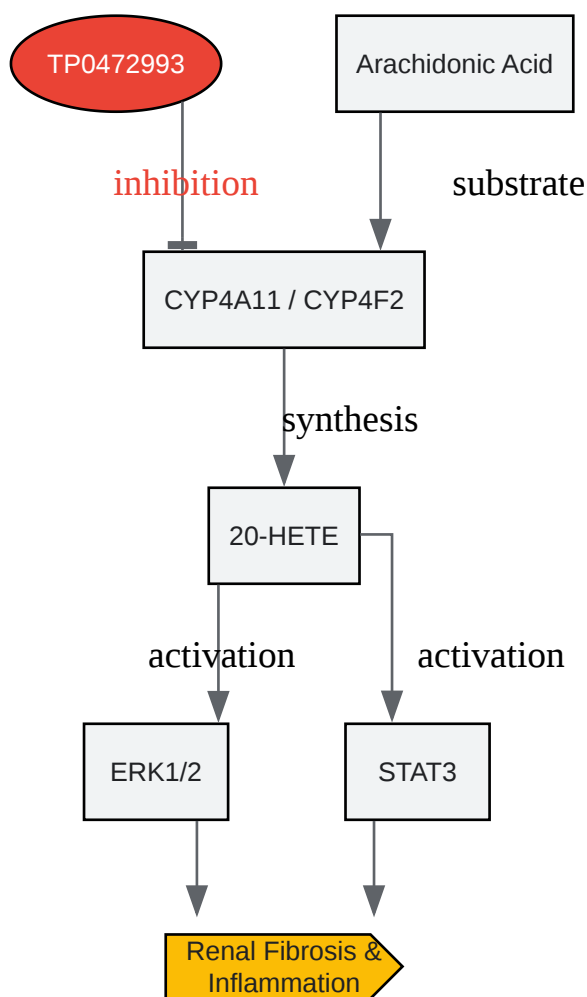 TP0472993
Arachidonic Acid
inhibition
substrate
CYP4A11 / CYP4F2
synthesis
20-HETE
activation
activation
ERK1/2
STAT3
Renal Fibrosis &
Inflammation